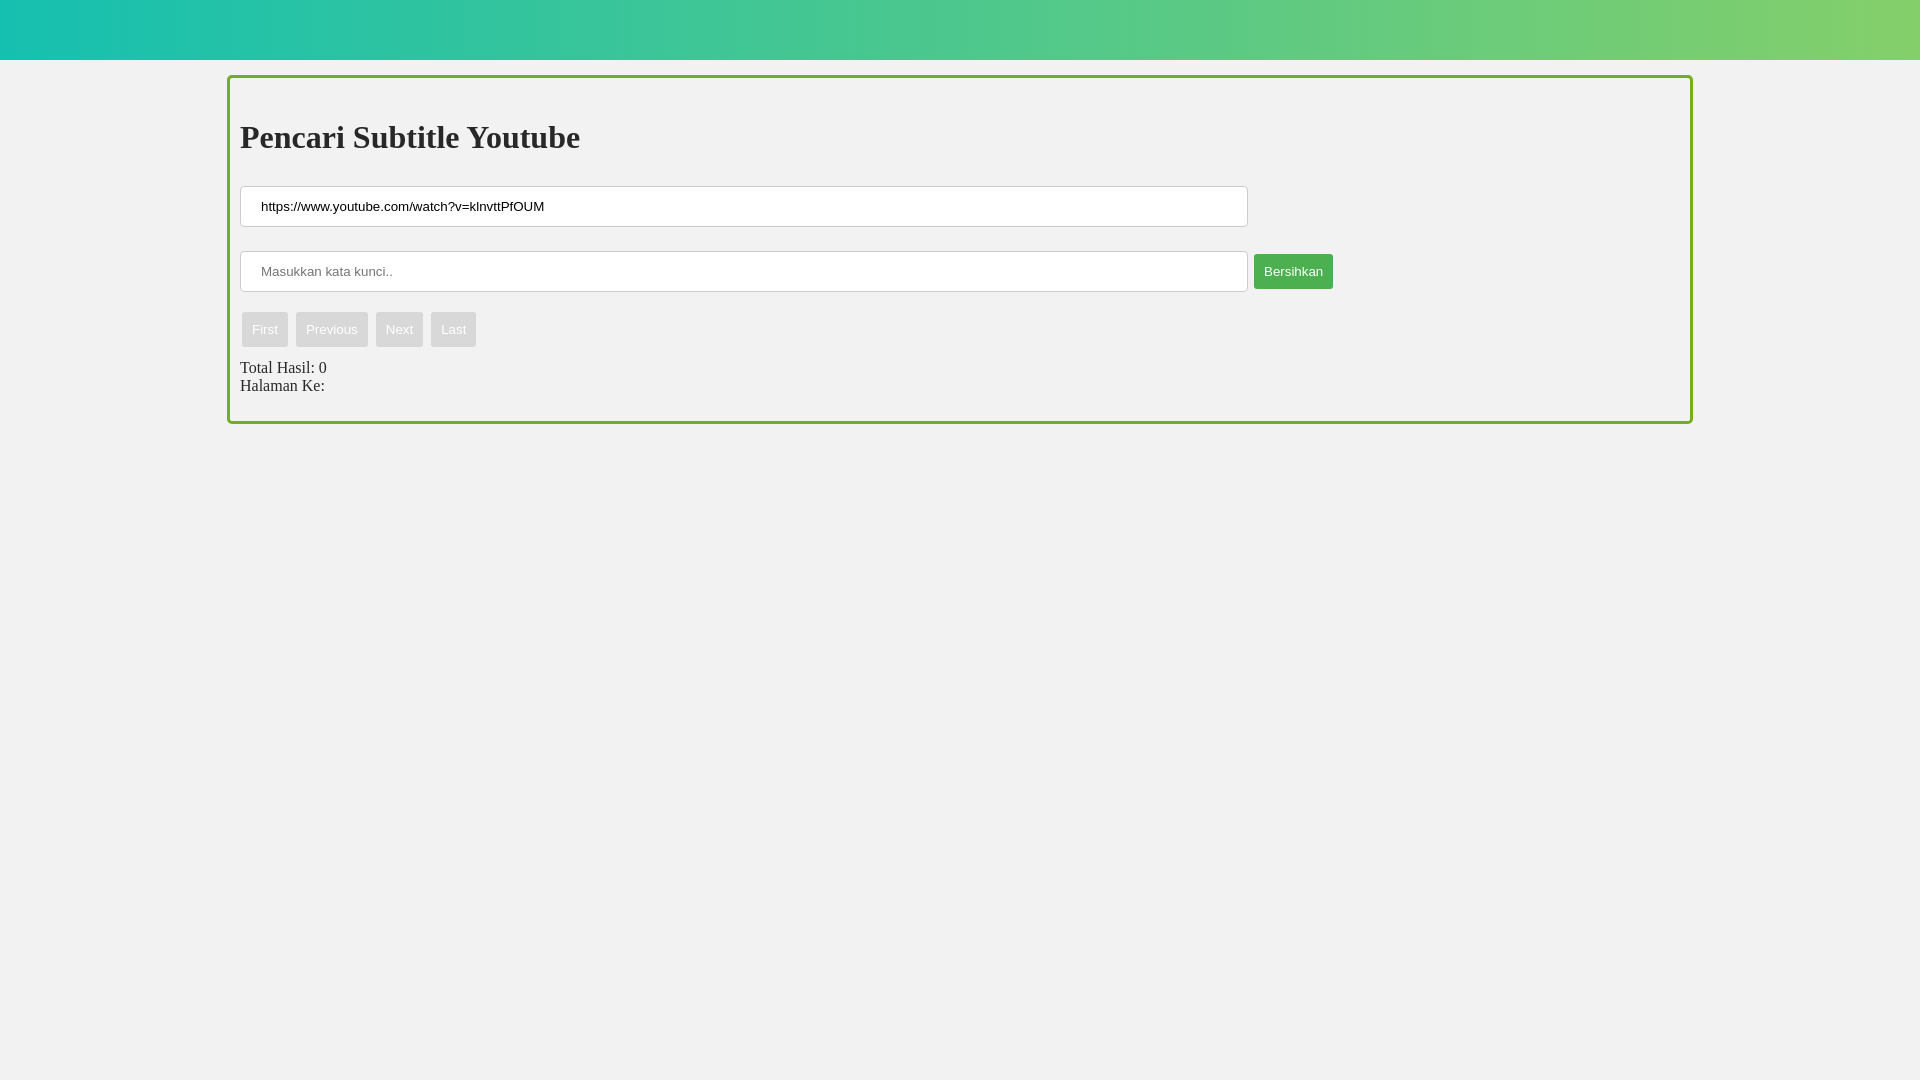 Pencari Subtitle Youtube
https://www.youtube.com/watch?v=klnvttPfOUM
Masukkan kata kunci.. Bersihkan
First Previous Next Last
Total Hasil: 0
Halaman Ke: